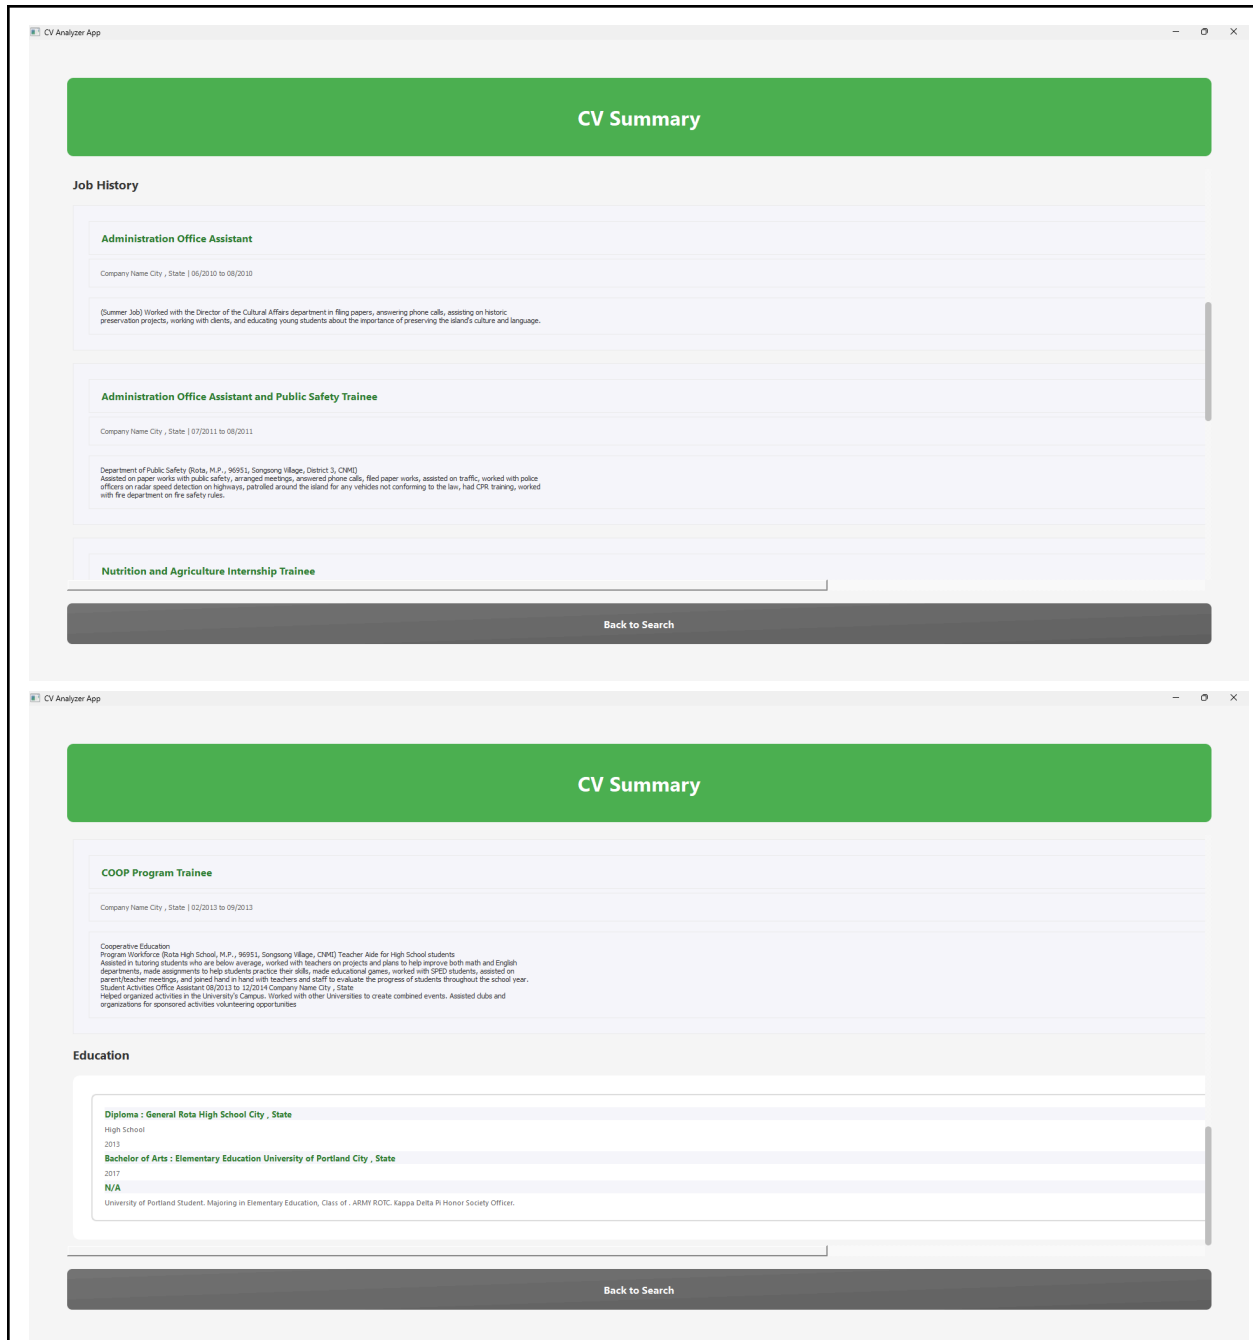 CV Analyzer App
CV Summary
Job History
Administration Office Assistant
Company Name City , State | 06/2010 to 08/2010
(Summer Job) Worked with the Director of the Cultural Affairs department in filing papers, answering phone calls, assisting on historic
preservation projects, working with clients, and educating young students about the importance of preserving the island's culture and language.
Administration Office Assistant and Public Safety Trainee
Company Name City , State | 07/2011 to 08/2011
Department of Public Safety (Rota, M.P., 96951, Songsong Village, District 3, CNMI)
Assisted on paper works with public safety, arranged meetings, answered phone calls, filed paper works, assisted on traffic, worked with police
officers on radar speed detection on highways, patrolled around the island for any vehicles not conforming to the law, had CPR training, worked
with fire department on fire safety rules.
Nutrition and Agriculture Internship Trainee
Back to Search
CV Analyzer App
CV Summary
COOP Program Trainee
Company Name City , State | 02/2013 to 09/2013
Cooperative Education
Program Workforce (Rota High School, M.P., 96951, Songsong Village, CNMI) Teacher Aide for High School students
Assisted in tutoring students who are below average, worked with teachers on projects and plans to help improve both math and English
departments, made assignments to help students practice their skills, made educational games, worked with SPED students, assisted on
parent/teacher meetings, and joined hand in hand with teachers and staff to evaluate the progress of students throughout the school year.
Student Activities Office Assistant 08/2013 to 12/2014 Company Name City , State
Helped organized activities in the University's Campus. Worked with other Universities to create combined events. Assisted clubs and
organizations for sponsored activities volunteering opportunities
Education
Diploma : General Rota High School City , State
High School
2013
Bachelor of Arts : Elementary Education University of Portland City , State
2017
N/A
University of Portland Student. Majoring in Elementary Education, Class of . ARMY ROTC. Kappa Delta Pi Honor Society Officer.
Back to Search